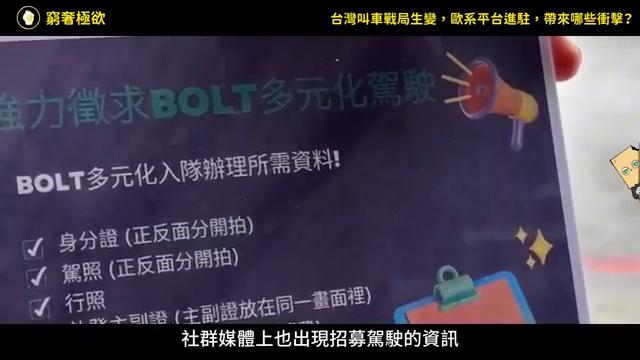 窮奢極欲
台灣叫車戰局生變，歐系平台進駐，帶來哪些衝擊？
強力徵求BOLT多元化駕駛
BOLT多元化入隊辦理所需資料!
身分證 (正反面分開拍)
駕照 (正反面分開拍)
行照
主副證 (主副證放在同一畫面裡)
社群媒體上也出現招募駕駛的資訊